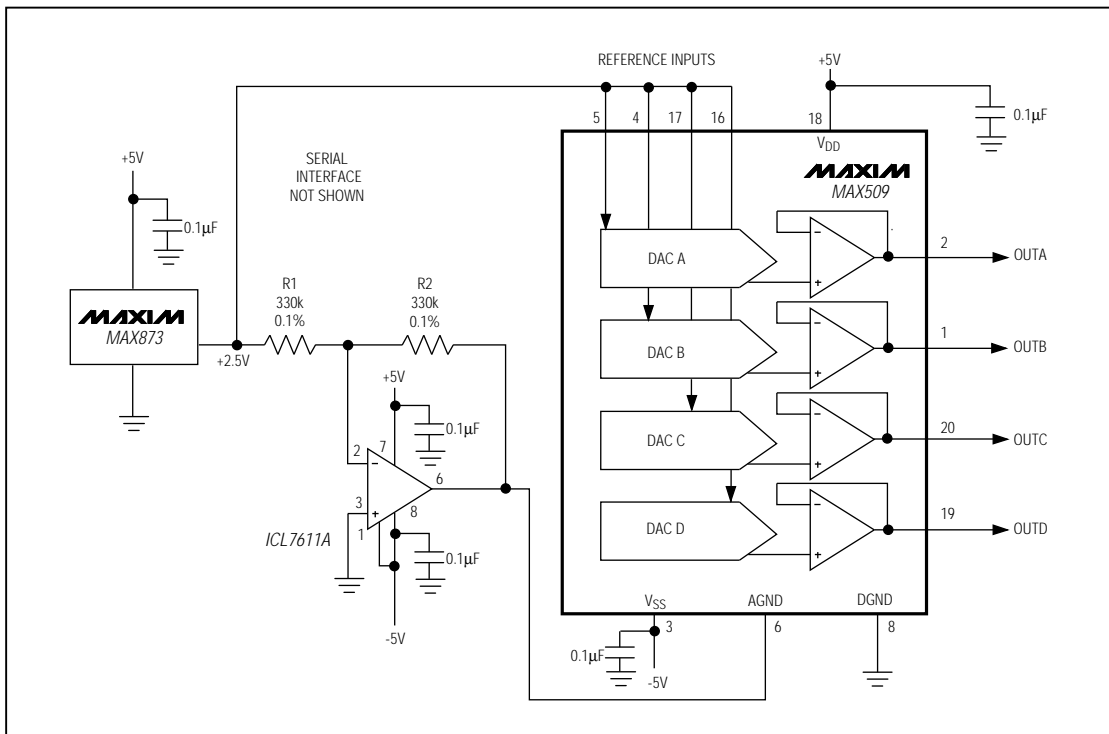 REFERENCE INPUTS
+5V
5
4
17
16
18
0.1µF
VDD
MAXIM
MAX509
+5V
SERIAL
INTERFACE
NOT SHOWN
0.1µF
DAC A
-
+
2
OUTA
R1
330k
0.1%
R2
330k
0.1%
MAXIM
MAX873
+2.5V
DAC B
-
+
1
OUTB
+5V
0.1µF
DAC C
-
+
20
OUTC
2
-
7
6
3
+
8
1
ICL7611A
0.1µF
-5V
DAC D
-
+
19
OUTD
VSS
AGND
DGND
3
6
8
0.1µF
-5V